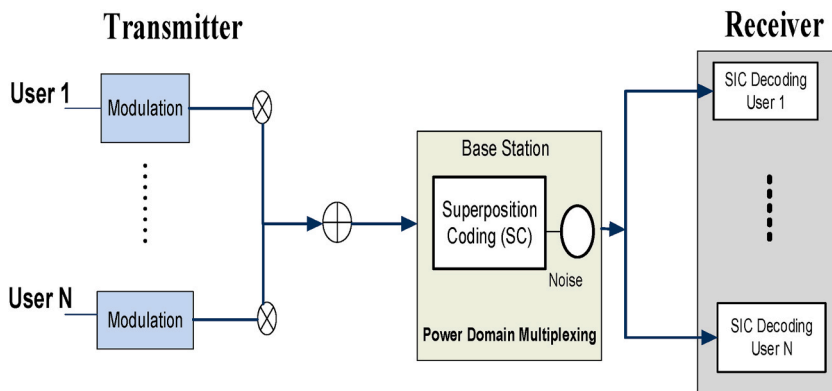 Transmitter
Receiver
User 1
Modulation
SIC Decoding
User 1
Base Station
Superposition
Coding (SC)
Noise
User N
Modulation
Power Domain Multiplexing
SIC Decoding
User N